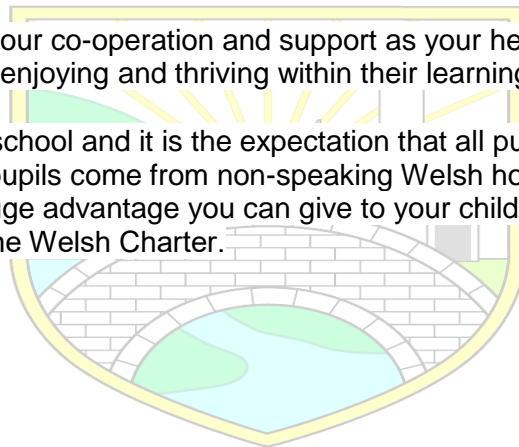 our co-operation and support as your he
enjoying and thriving within their learning
school and it is the expectation that all pu
pupils come from non-speaking Welsh ho
uge advantage you can give to your child
he Welsh Charter.